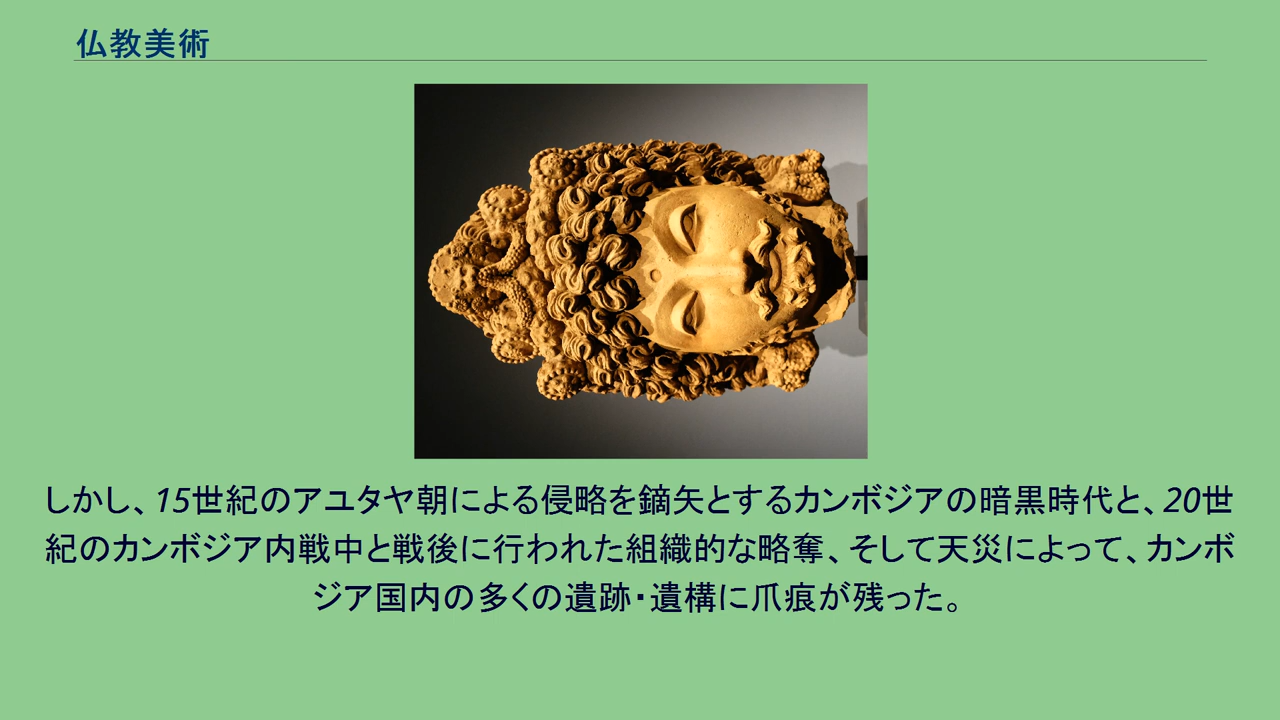 仏教美術
しかし、15世紀のアユタヤ朝による侵略を鏑矢とするカンボジアの暗黒時代と、20世
紀のカンボジア内戦中と戦後に行われた組織的な略奪、そして天災によって、カンボ
ジア国内の多くの遺跡・遺構に爪痕が残った。